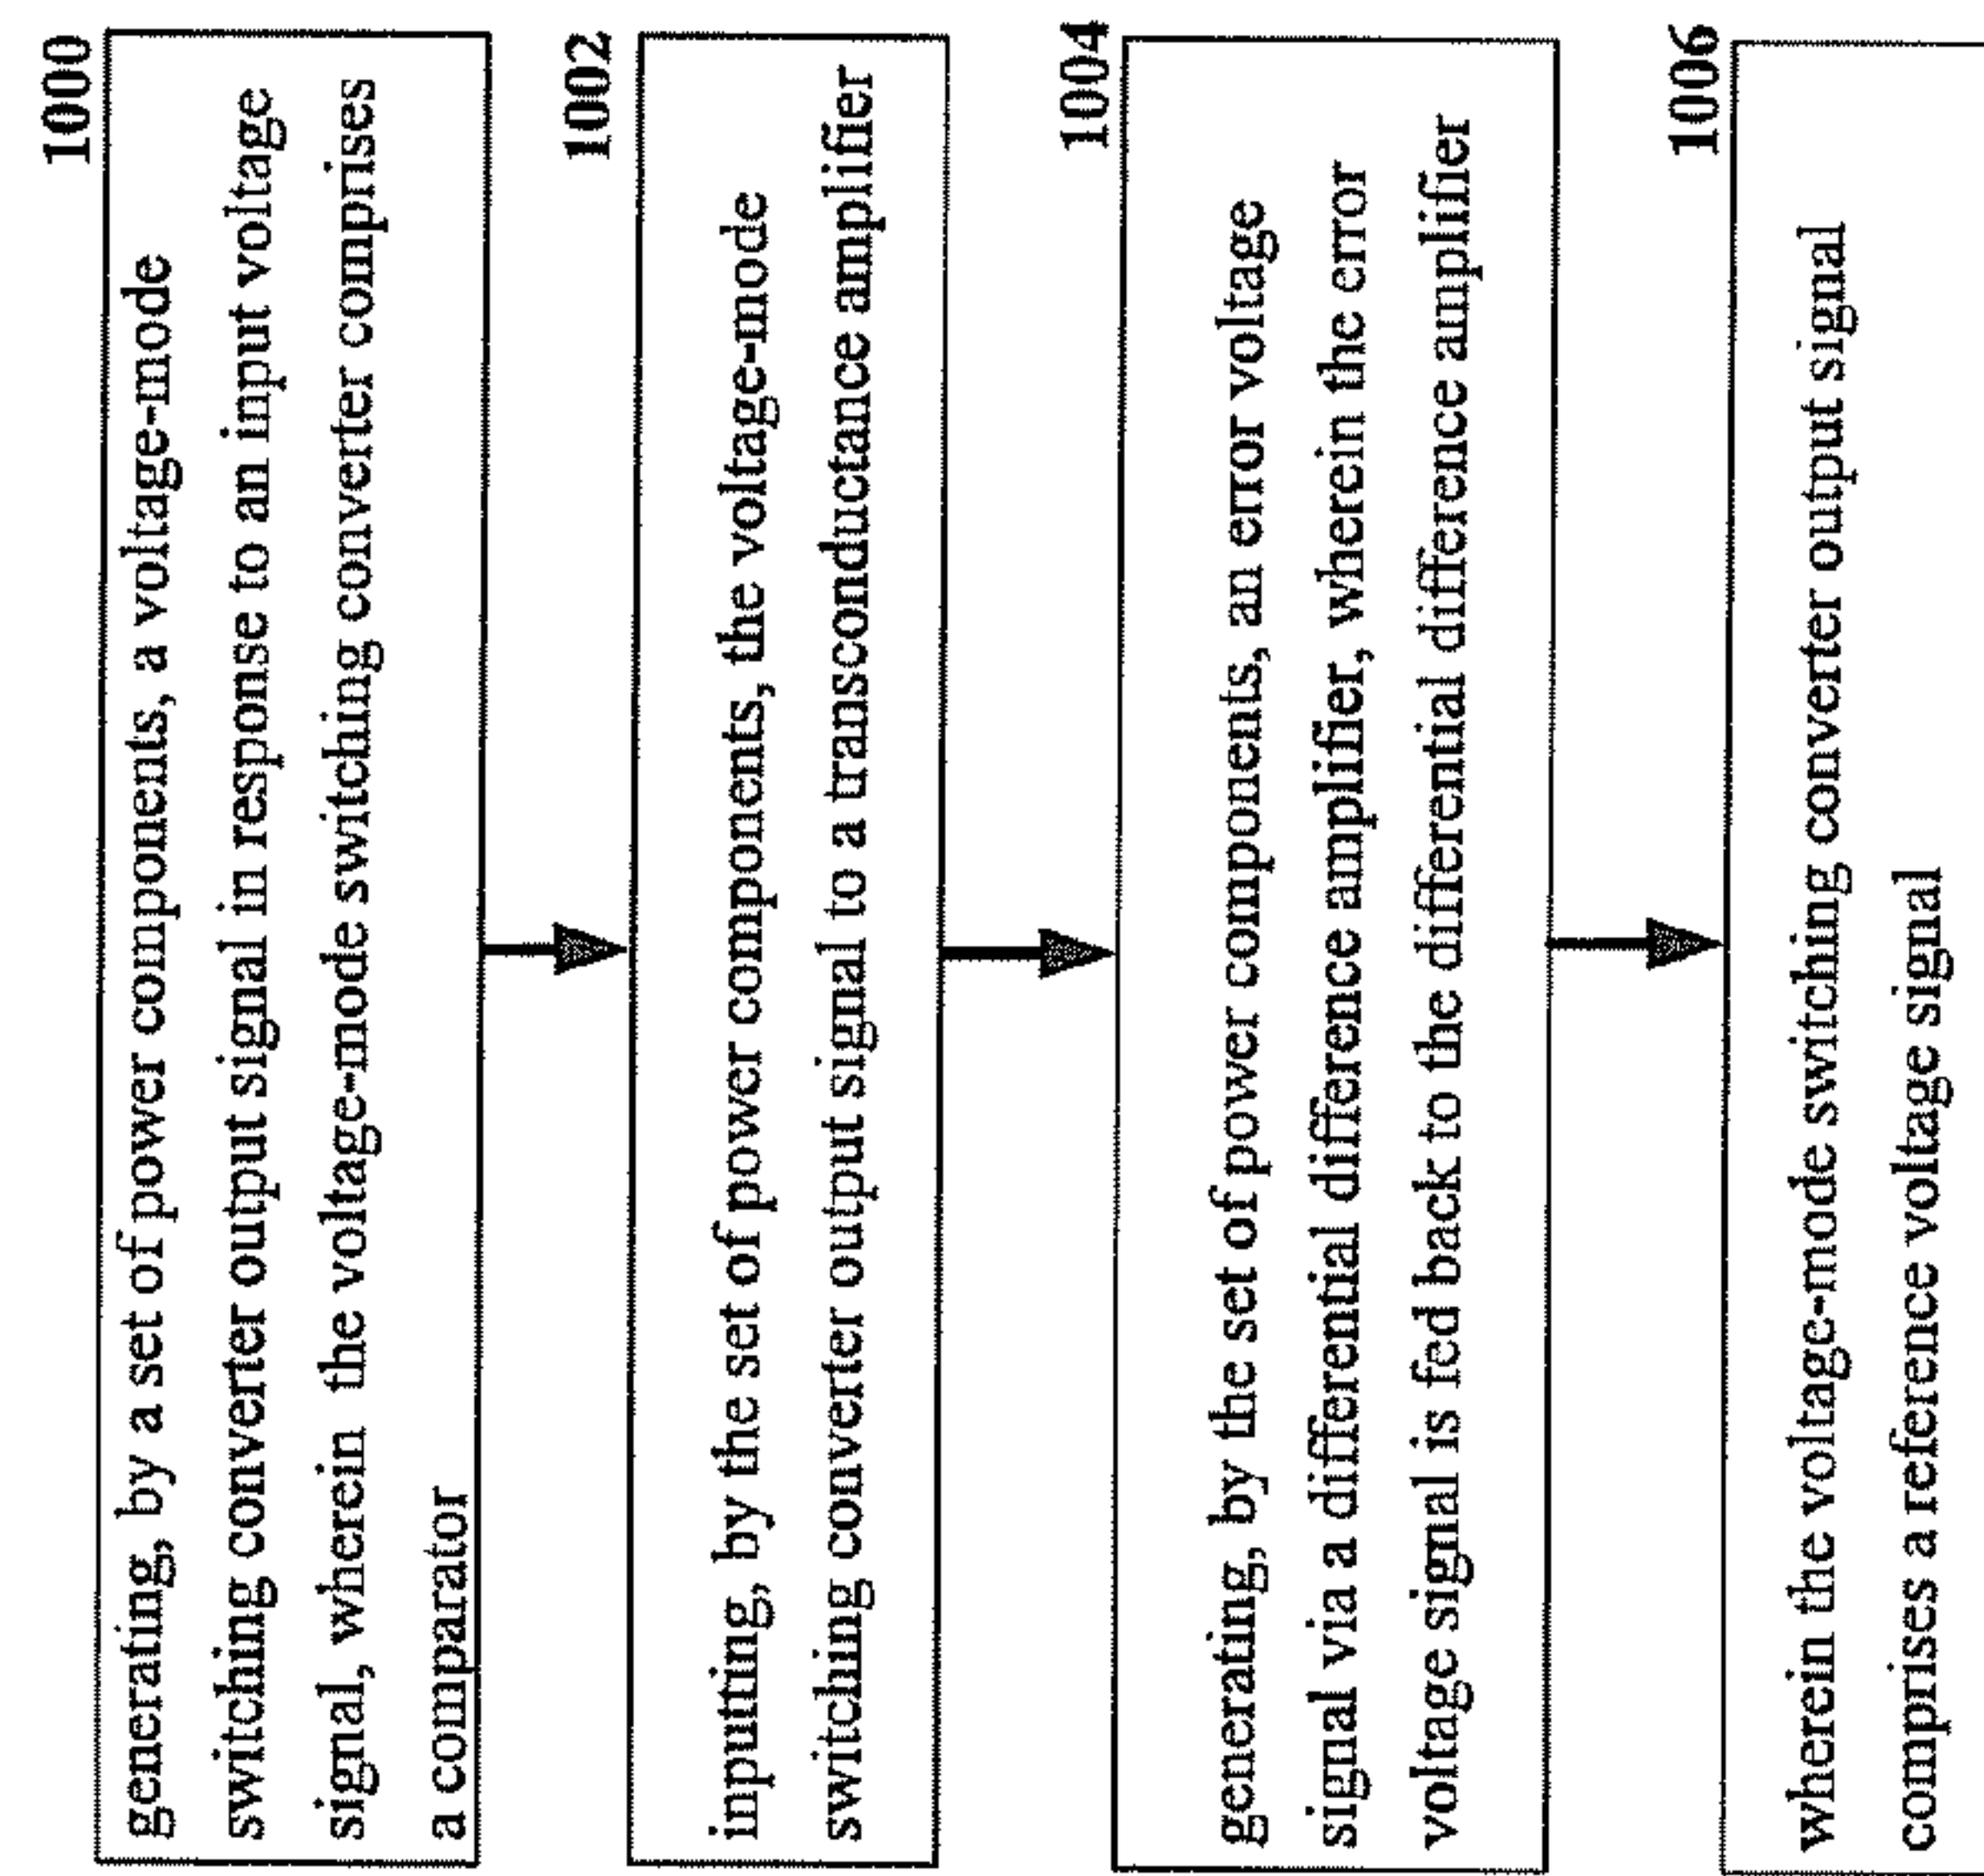 1000
generating, by a set of power components, a voltage-mode
switching converter output signal in response to an input voltage
signal, wherein the voltage-mode switching converter comprises
a comparator
1002
inputting, by the set of power components, the voltage-mode
switching converter output signal to a transconductance amplifier
1004
generating, by the set of power components, an error voltage
signal via a differential difference amplifier, wherein the error
voltage signal is fed back to the differential difference amplifier
1006
wherein the voltage-mode switching converter output signal
comprises a reference voltage signal